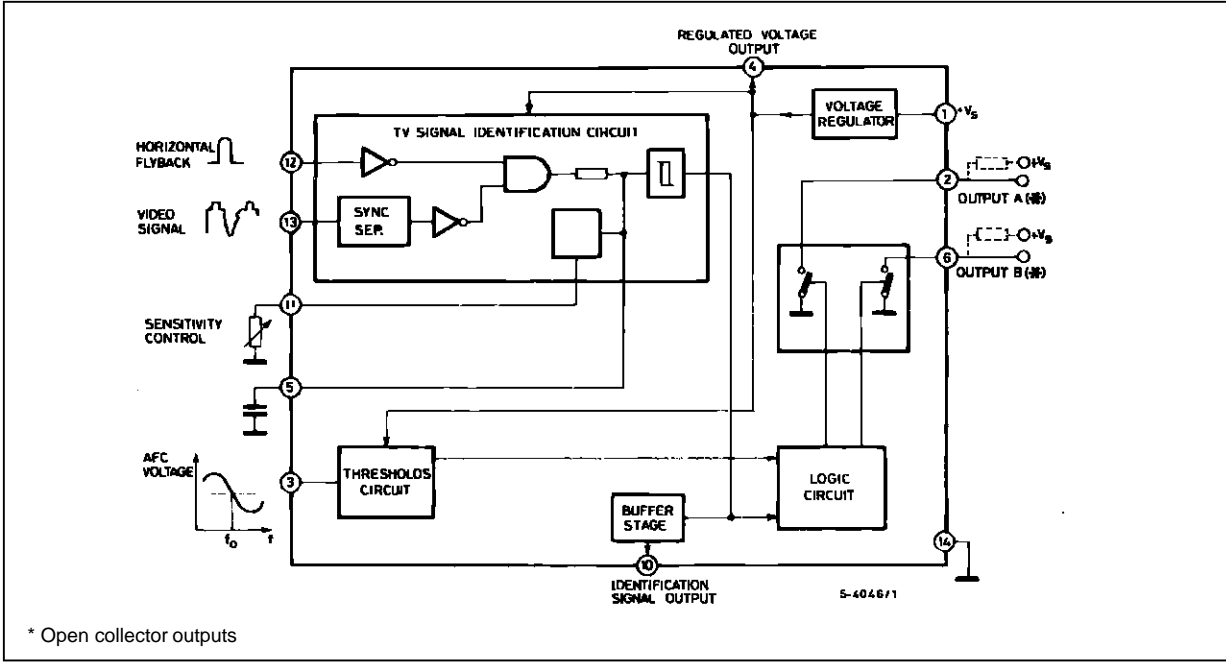 REGULATED VOLTAGE
OUTPUT
4
VOLTAGE
REGULATOR
1
+Vs
TV SIGNAL IDENTIFICATION CIRCUIT
HORIZONTAL
FLYBACK
12
2
+Vs
OUTPUT A (*)
VIDEO
SIGNAL
13
SYNC
SEP.
6
+Vs
OUTPUT B (*)
11
SENSITIVITY
CONTROL
5
AFC
VOLTAGE
3
THRESHOLDS
CIRCUIT
LOGIC
CIRCUIT
fo
f
BUFFER
STAGE
14
10
IDENTIFICATION
SIGNAL OUTPUT
S-4046/1
* Open collector outputs